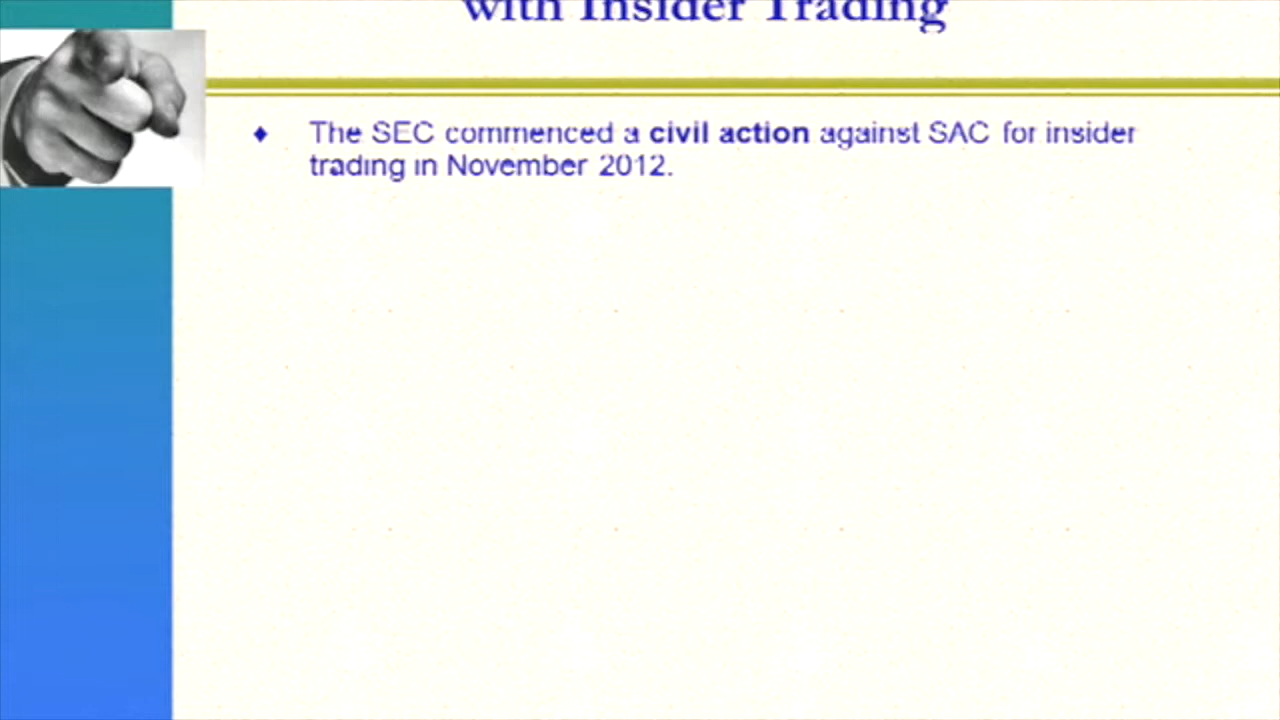 with Insider Trading
♦ The SEC commenced a civil action against SAC for insider
trading in November 2012.